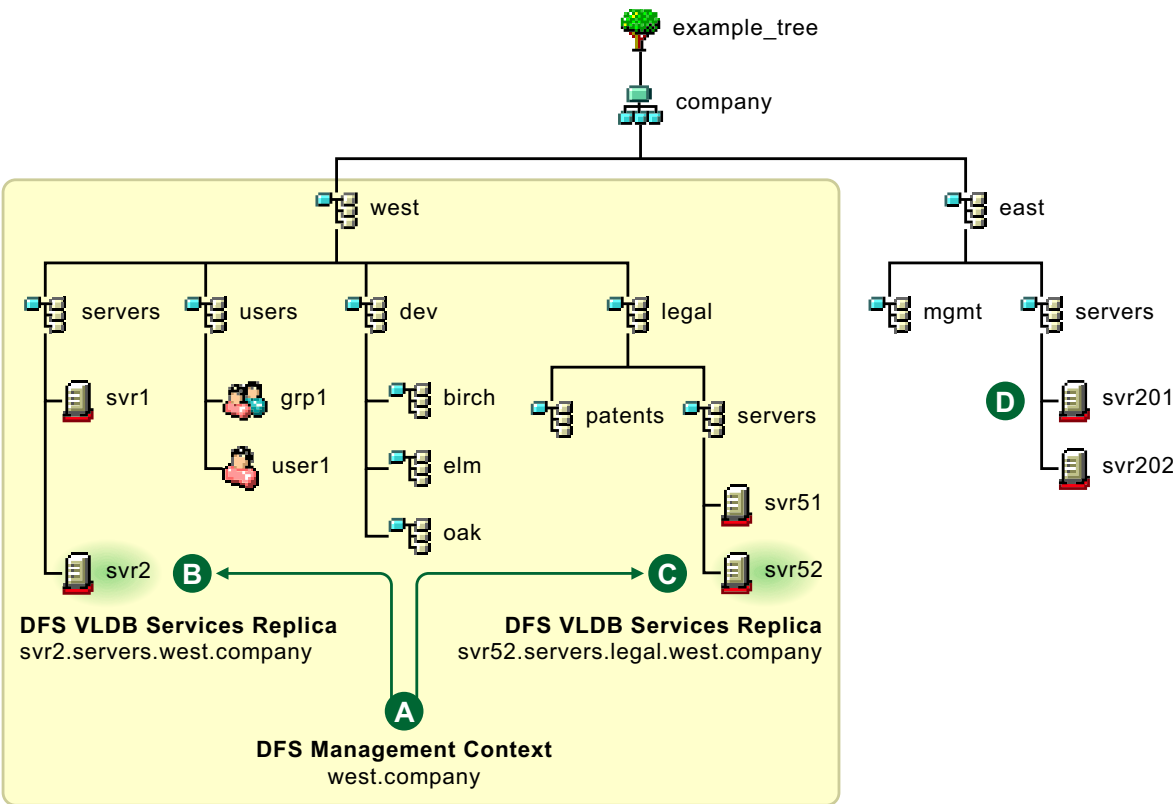 example_tree
company
west
east
servers
users
dev
legal
mgmt
servers
svr1
grp1
birch
patents
servers
D
svr201
user1
elm
svr202
svr51
oak
svr2
B
C
svr52
DFS VLDB Services Replica
svr2.servers.west.company
DFS VLDB Services Replica
svr52.servers.legal.west.company
A
DFS Management Context
west.company